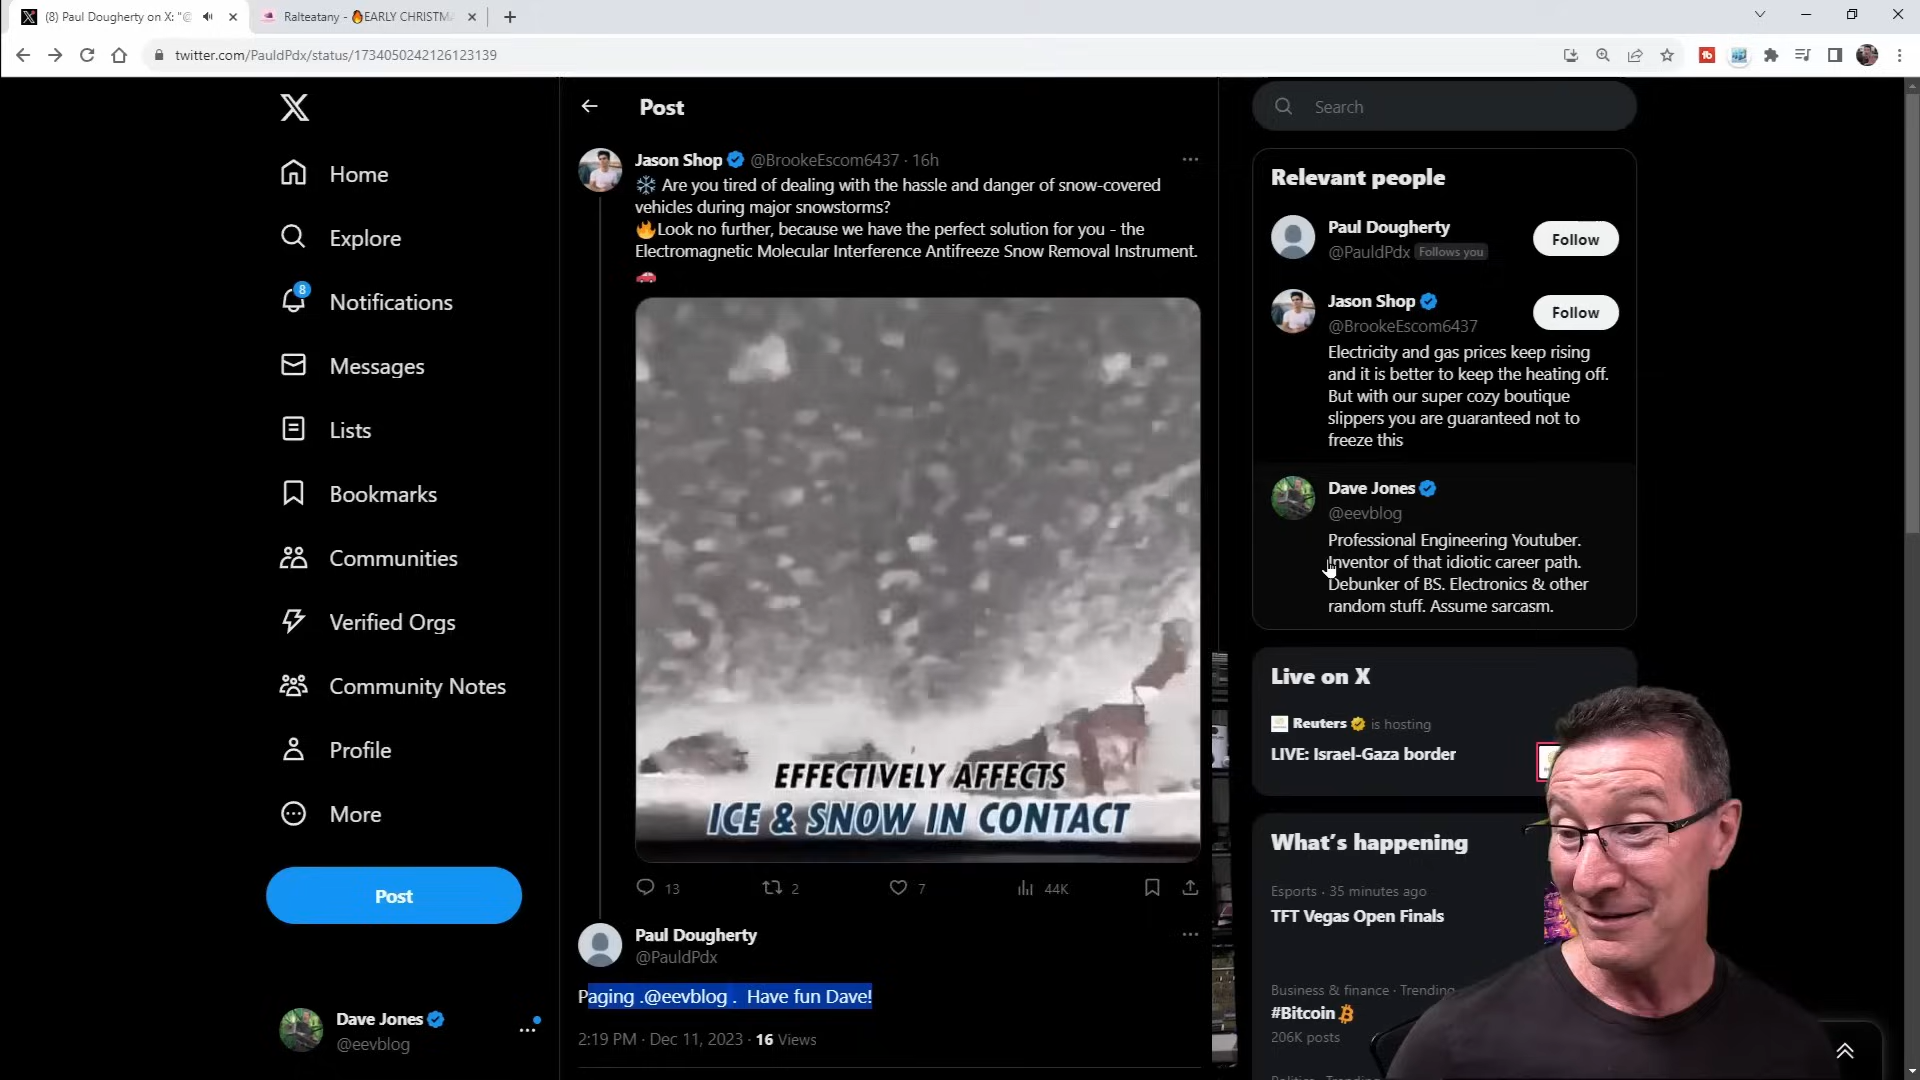 (8) Paul Dougherty on X: "@
Ralteatany - 🔥EARLY CHRISTM
twitter.com/PauldPdx/status/1734050242126123139
Home
Explore
8
Notifications
Messages
Lists
Bookmarks
Communities
Verified Orgs
Community Notes
Profile
More
Post
Dave Jones
@eevblog
Post
Jason Shop @BrookeEscom6437 · 16h
❄️ Are you tired of dealing with the hassle and danger of snow-covered
vehicles during major snowstorms?
🔥Look no further, because we have the perfect solution for you - the
Electromagnetic Molecular Interference Antifreeze Snow Removal Instrument.
🚗
EFFECTIVELY AFFECTS
ICE & SNOW IN CONTACT
13 2 7 44K
Paul Dougherty
@PauldPdx
Paging .@eevblog .  Have fun Dave!
2:19 PM · Dec 11, 2023 · 16 Views
Search
Relevant people
Paul Dougherty
@PauldPdx Follows you
Follow
Jason Shop
@BrookeEscom6437
Follow
Electricity and gas prices keep rising
and it is better to keep the heating off.
But with our super cozy boutique
slippers you are guaranteed not to
freeze this
Dave Jones
@eevblog
Professional Engineering Youtuber.
Inventor of that idiotic career path.
Debunker of BS. Electronics & other
random stuff. Assume sarcasm.
Live on X
Reuters is hosting
LIVE: Israel-Gaza border
What's happening
Esports · 35 minutes ago
TFT Vegas Open Finals
Business & finance · Trending
#Bitcoin
206K posts